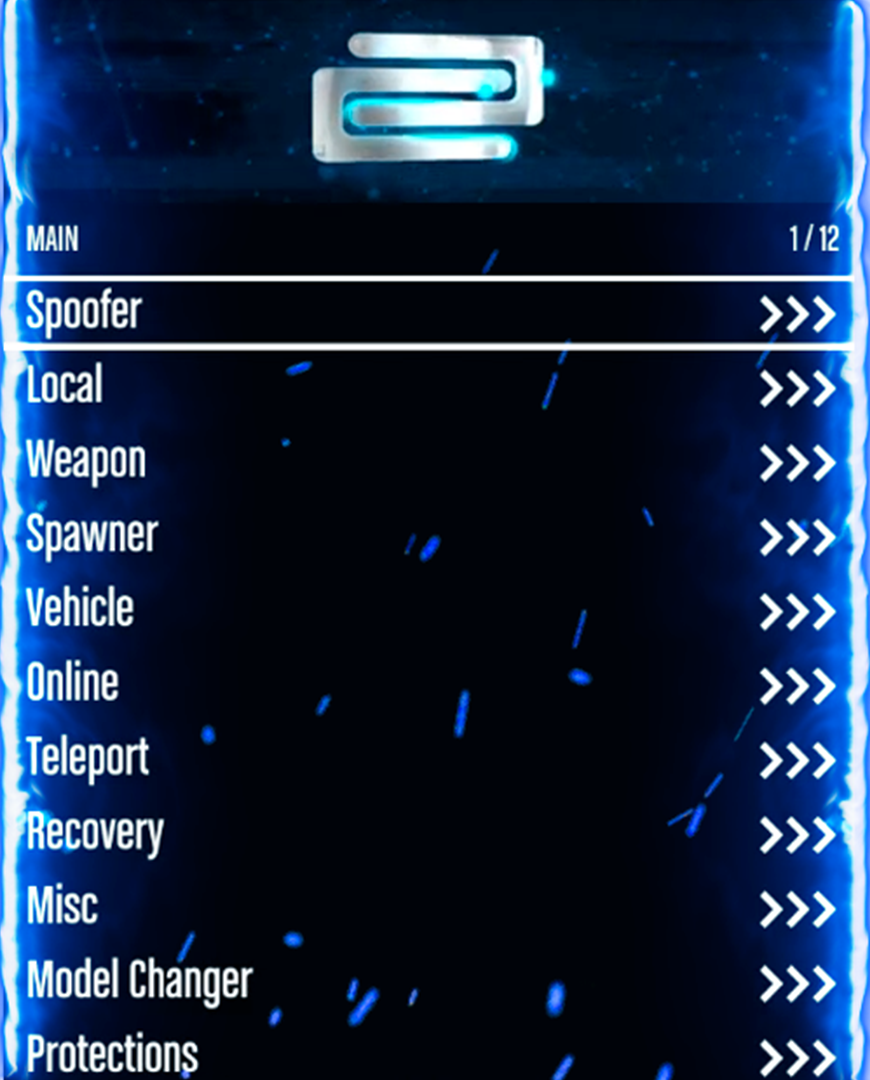 MAIN 1 / 12
Spoofer >>>
Local >>>
Weapon >>>
Spawner >>>
Vehicle >>>
Online >>>
Teleport >>>
Recovery >>>
Misc >>>
Model Changer >>>
Protections >>>